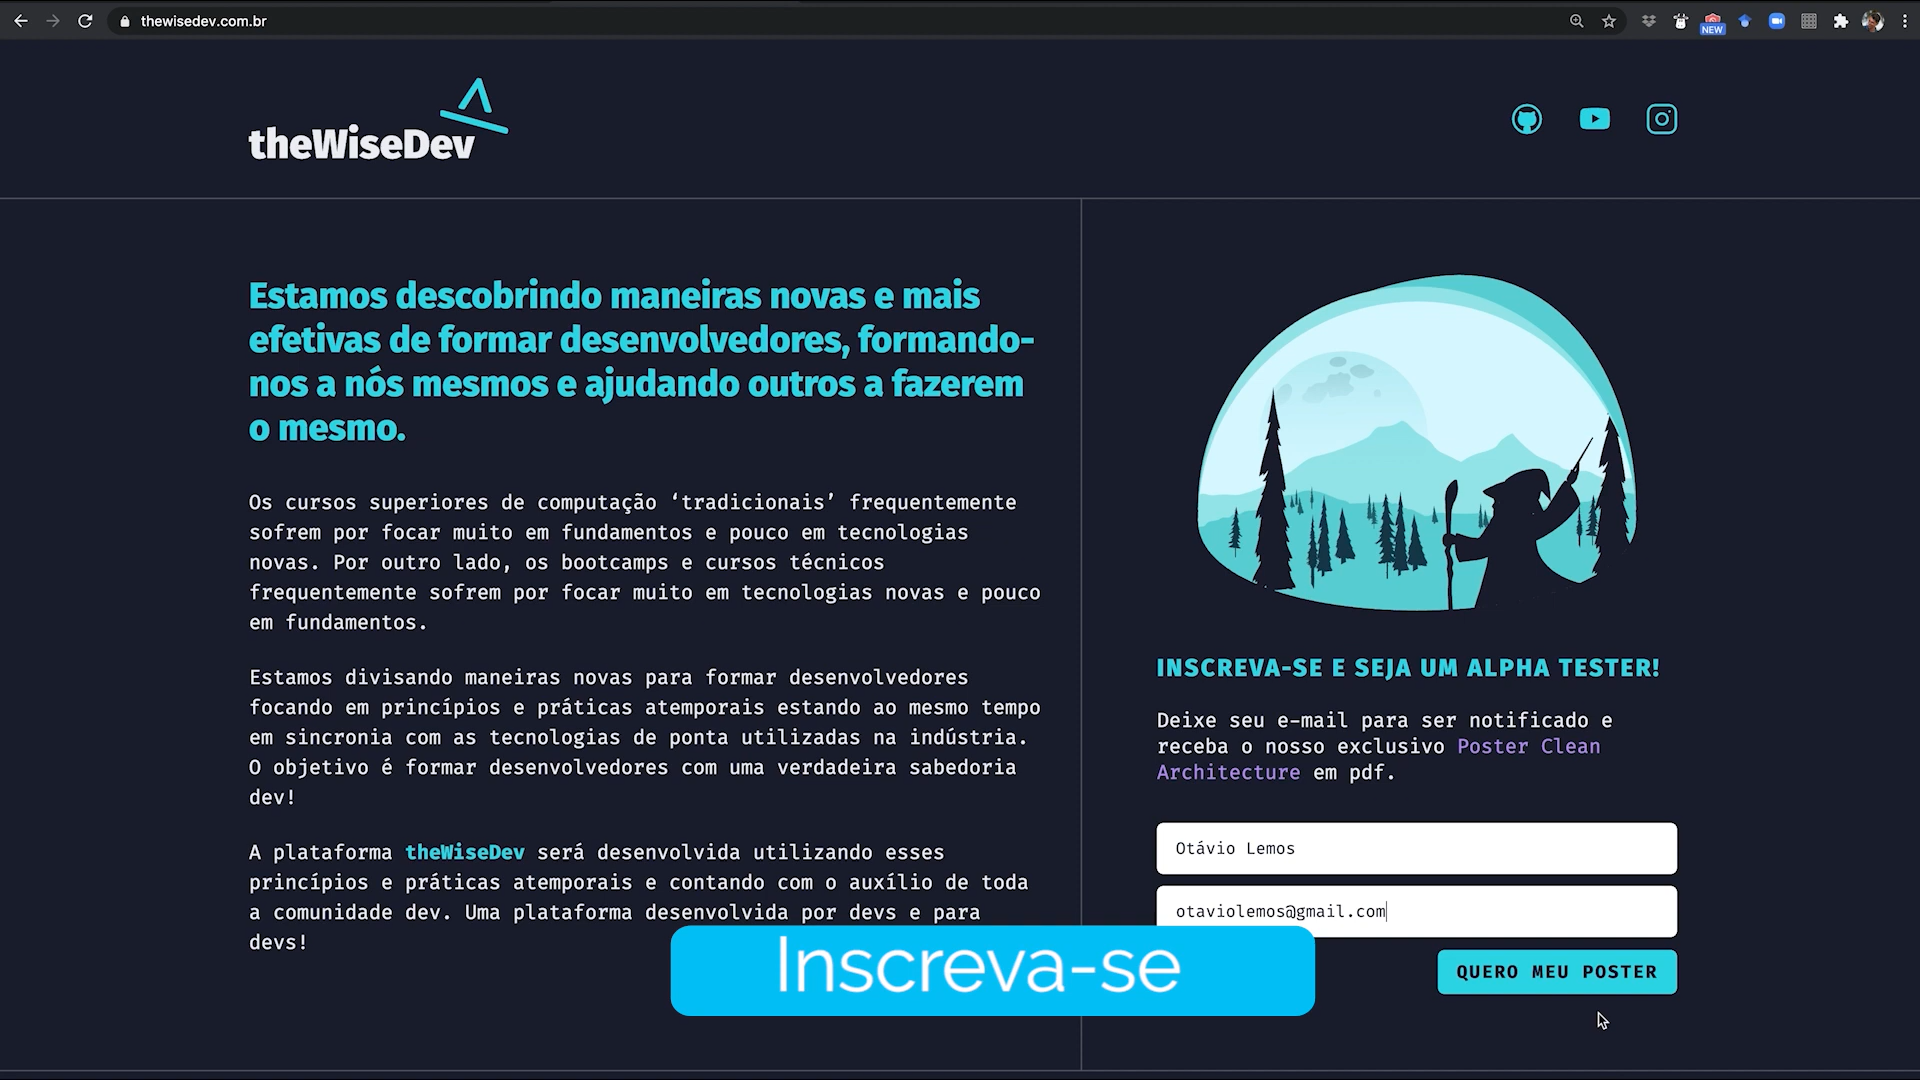 thewisedev.com.br
NEW
theWiseDev
Estamos descobrindo maneiras novas e mais
efetivas de formar desenvolvedores, formando-
nos a nós mesmos e ajudando outros a fazerem
o mesmo.
Os cursos superiores de computação ‘tradicionais’ frequentemente
sofrem por focar muito em fundamentos e pouco em tecnologias
novas. Por outro lado, os bootcamps e cursos técnicos
frequentemente sofrem por focar muito em tecnologias novas e pouco
em fundamentos.
Estamos divisando maneiras novas para formar desenvolvedores
focando em princípios e práticas atemporais estando ao mesmo tempo
em sincronia com as tecnologias de ponta utilizadas na indústria.
O objetivo é formar desenvolvedores com uma verdadeira sabedoria
dev!
A plataforma theWiseDev será desenvolvida utilizando esses
princípios e práticas atemporais e contando com o auxílio de toda
a comunidade dev. Uma plataforma desenvolvida por devs e para
devs!
INSCREVA-SE E SEJA UM ALPHA TESTER!
Deixe seu e-mail para ser notificado e
receba o nosso exclusivo Poster Clean
Architecture em pdf.
Otávio Lemos
otaviolemos@gmail.com
QUERO MEU POSTER
Inscreva-se